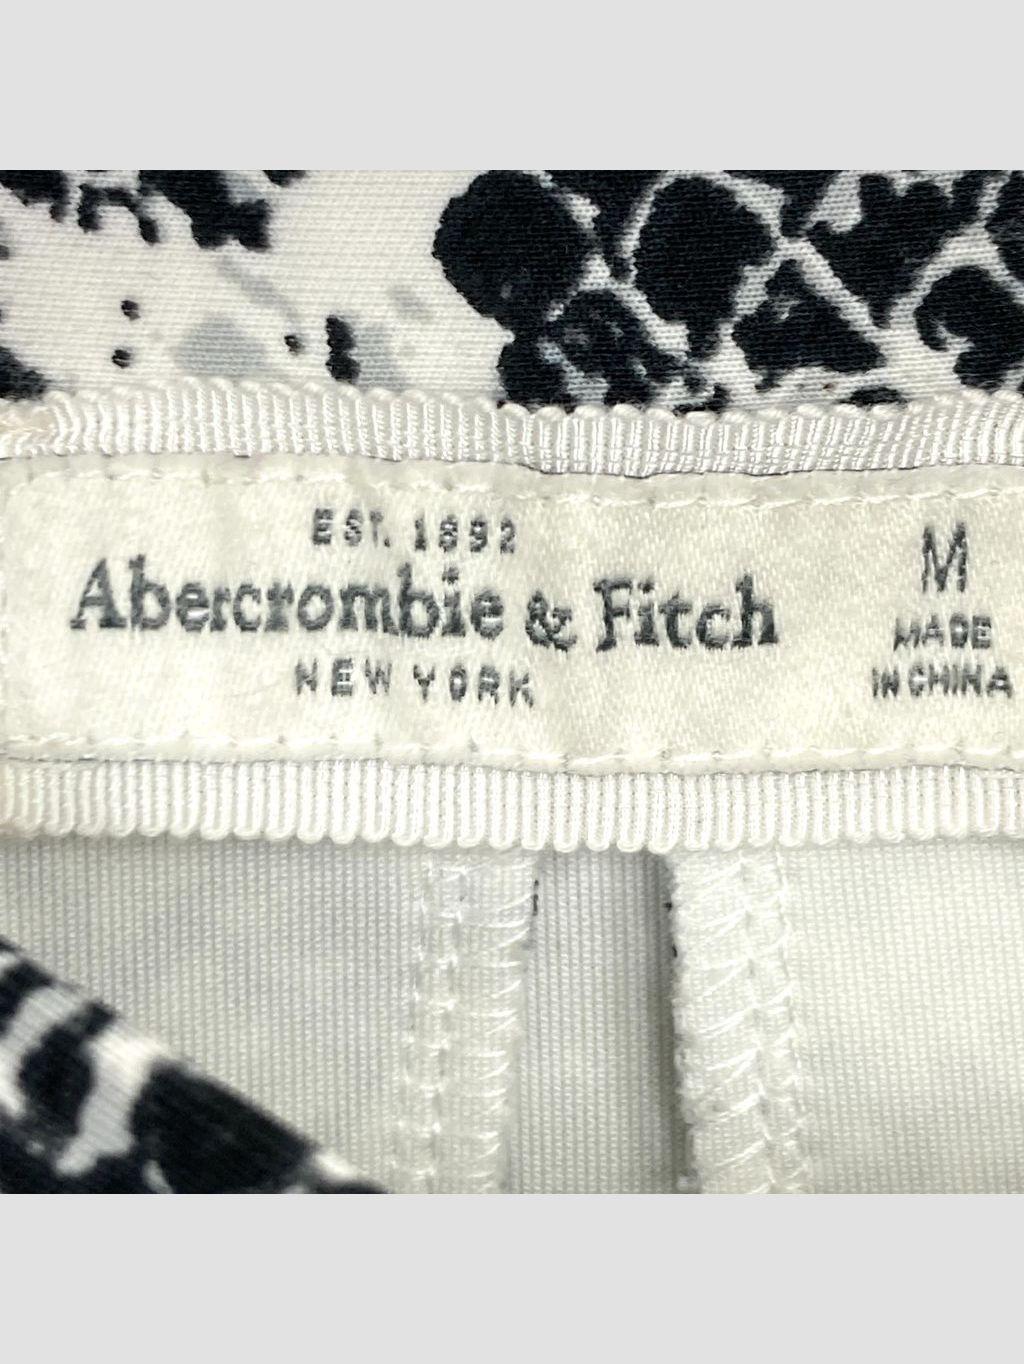 EST. 1892
Abercrombie & Fitch
NEW YORK
M
MADE
IN CHINA